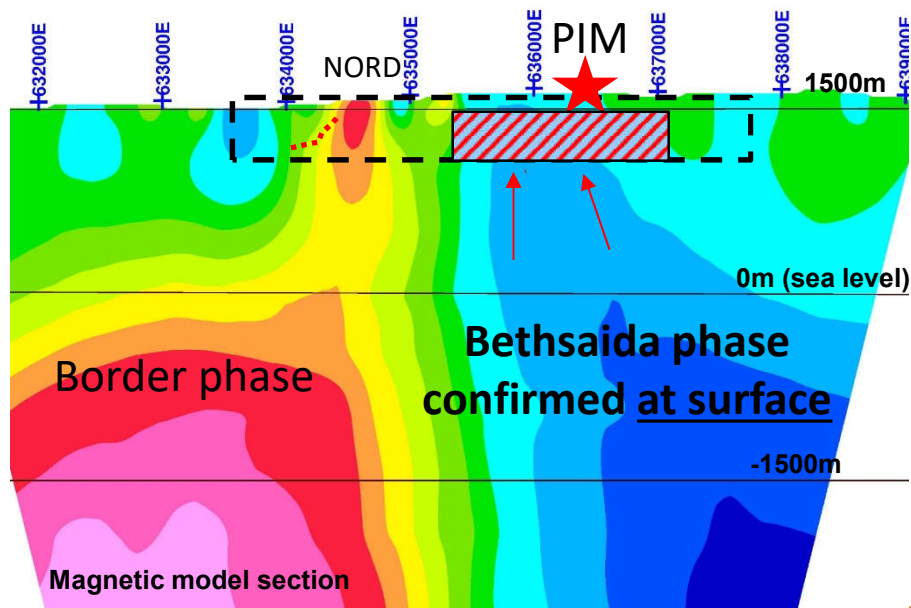 632000E
633000E
634000E
635000E
636000E
637000E
638000E
639000E
PIM
NORD
1500m
0m (sea level)
Border phase
Bethsaida phase
confirmed at surface
-1500m
Magnetic model section